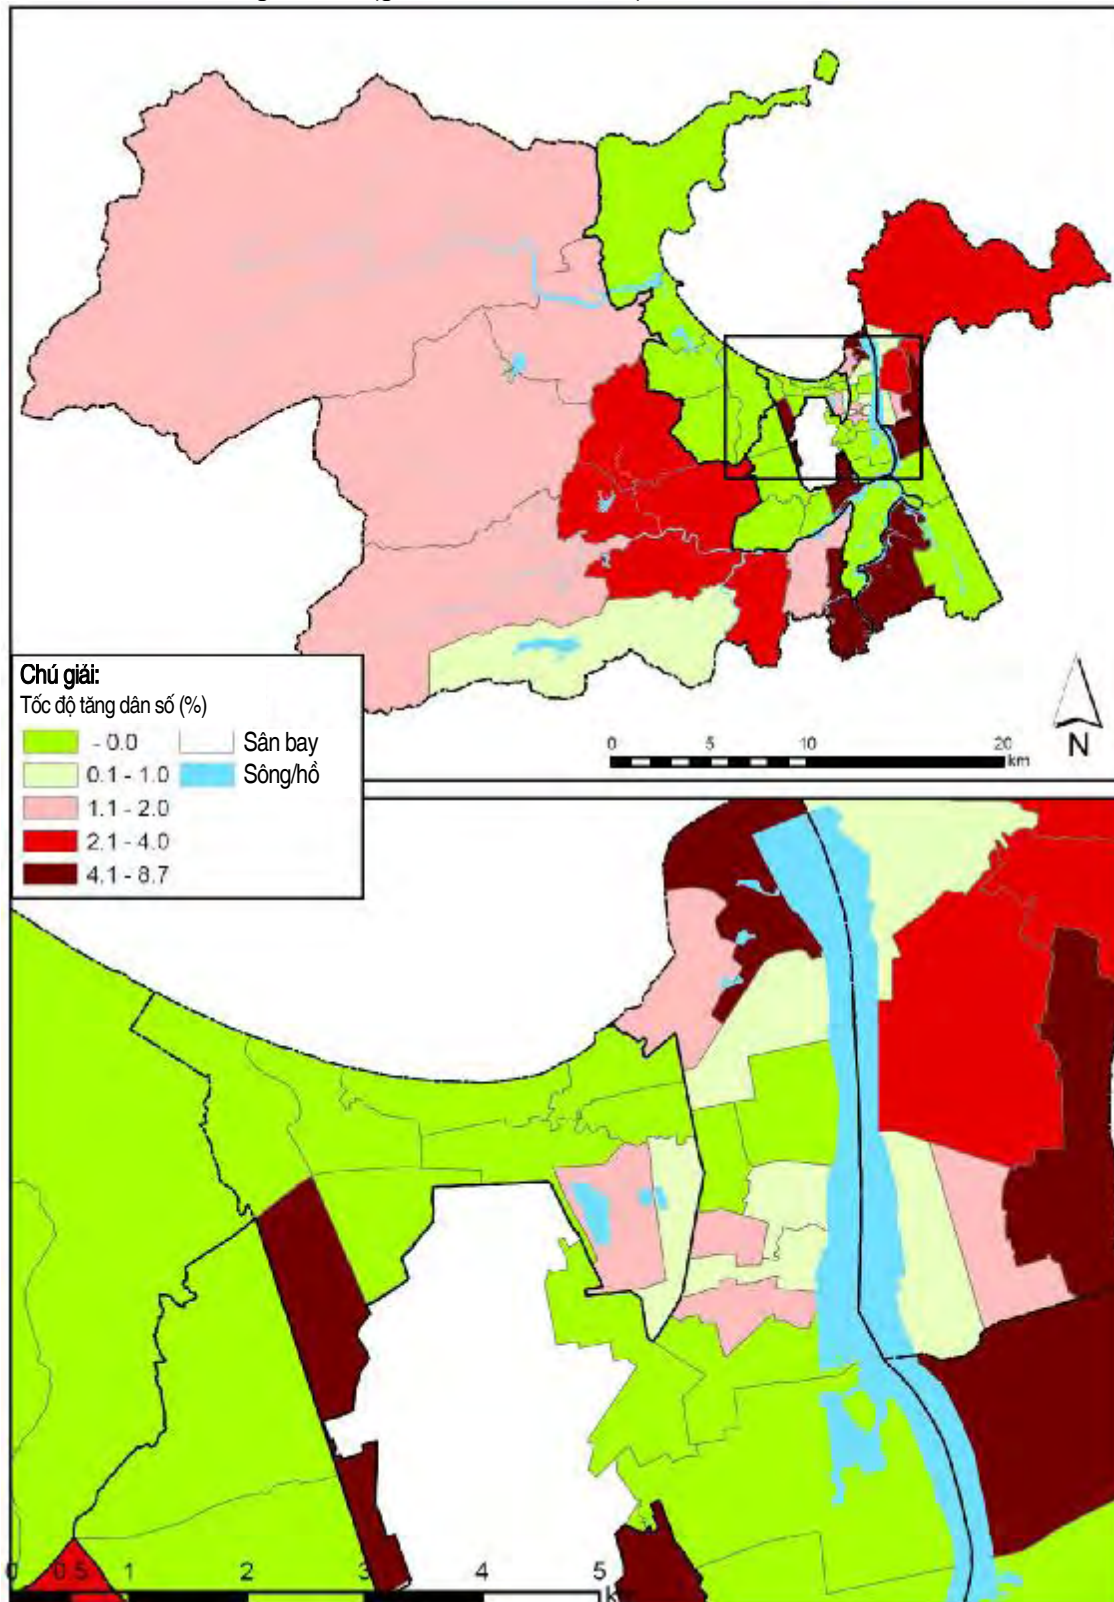 Chú giải:
Tốc độ tăng dân số (%)
- 0.0
Sân bay
0.1 - 1.0
Sông/hồ
1.1 - 2.0
2.1 - 4.0
4.1 - 8.7
0 5 10 20
km
N
0 0.5 1 2 3 4 5